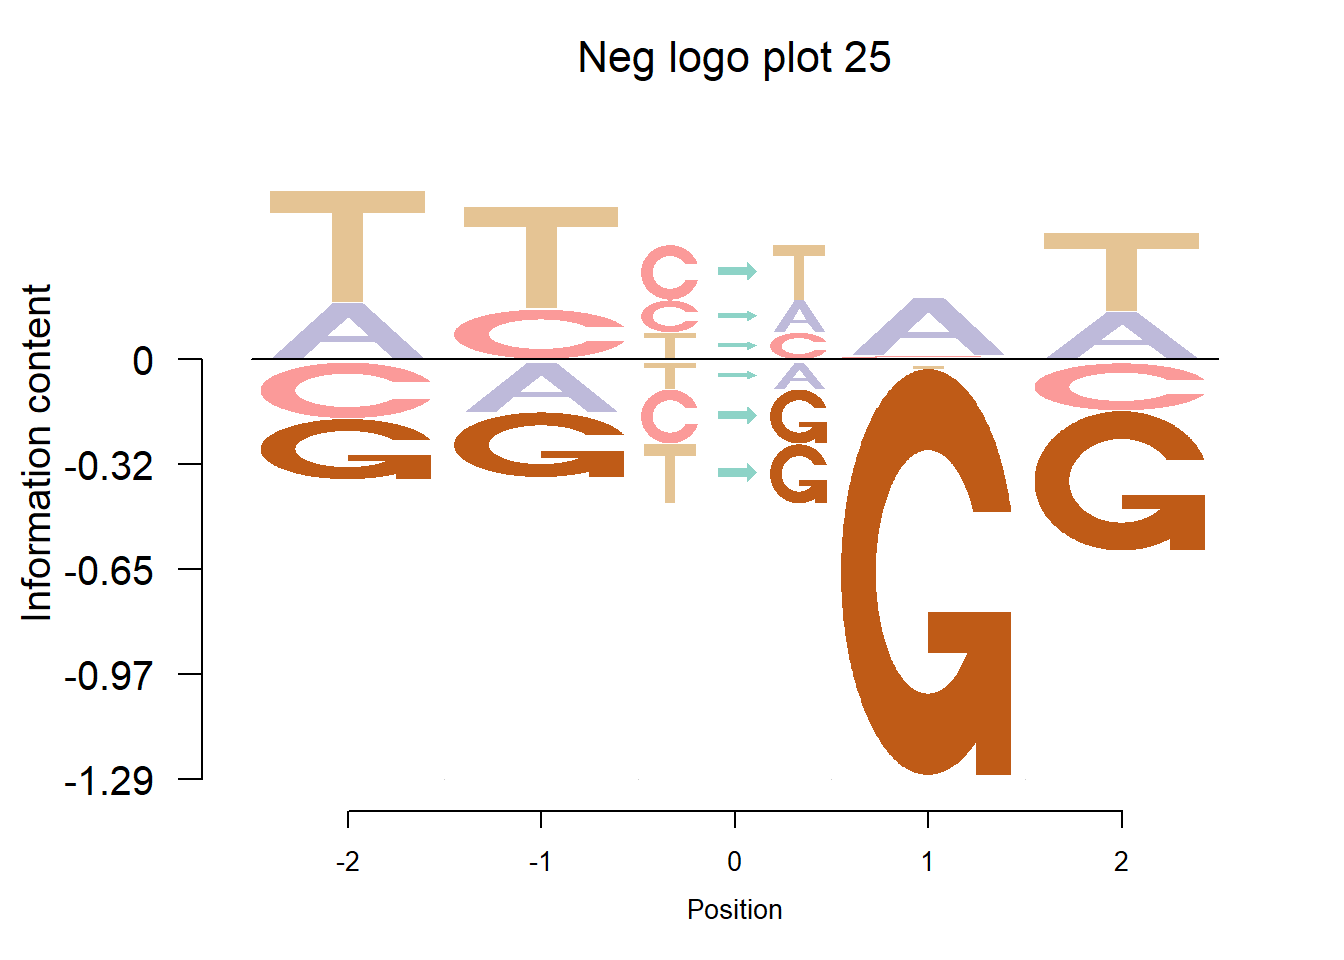 Neg logo plot 25
Information content
0
-0.32
-0.65
-0.97
-1.29
T T C T T
A C C A A A
T C C
C A T A T C
G G C G G G
T G
-2 -1 0 1 2
Position